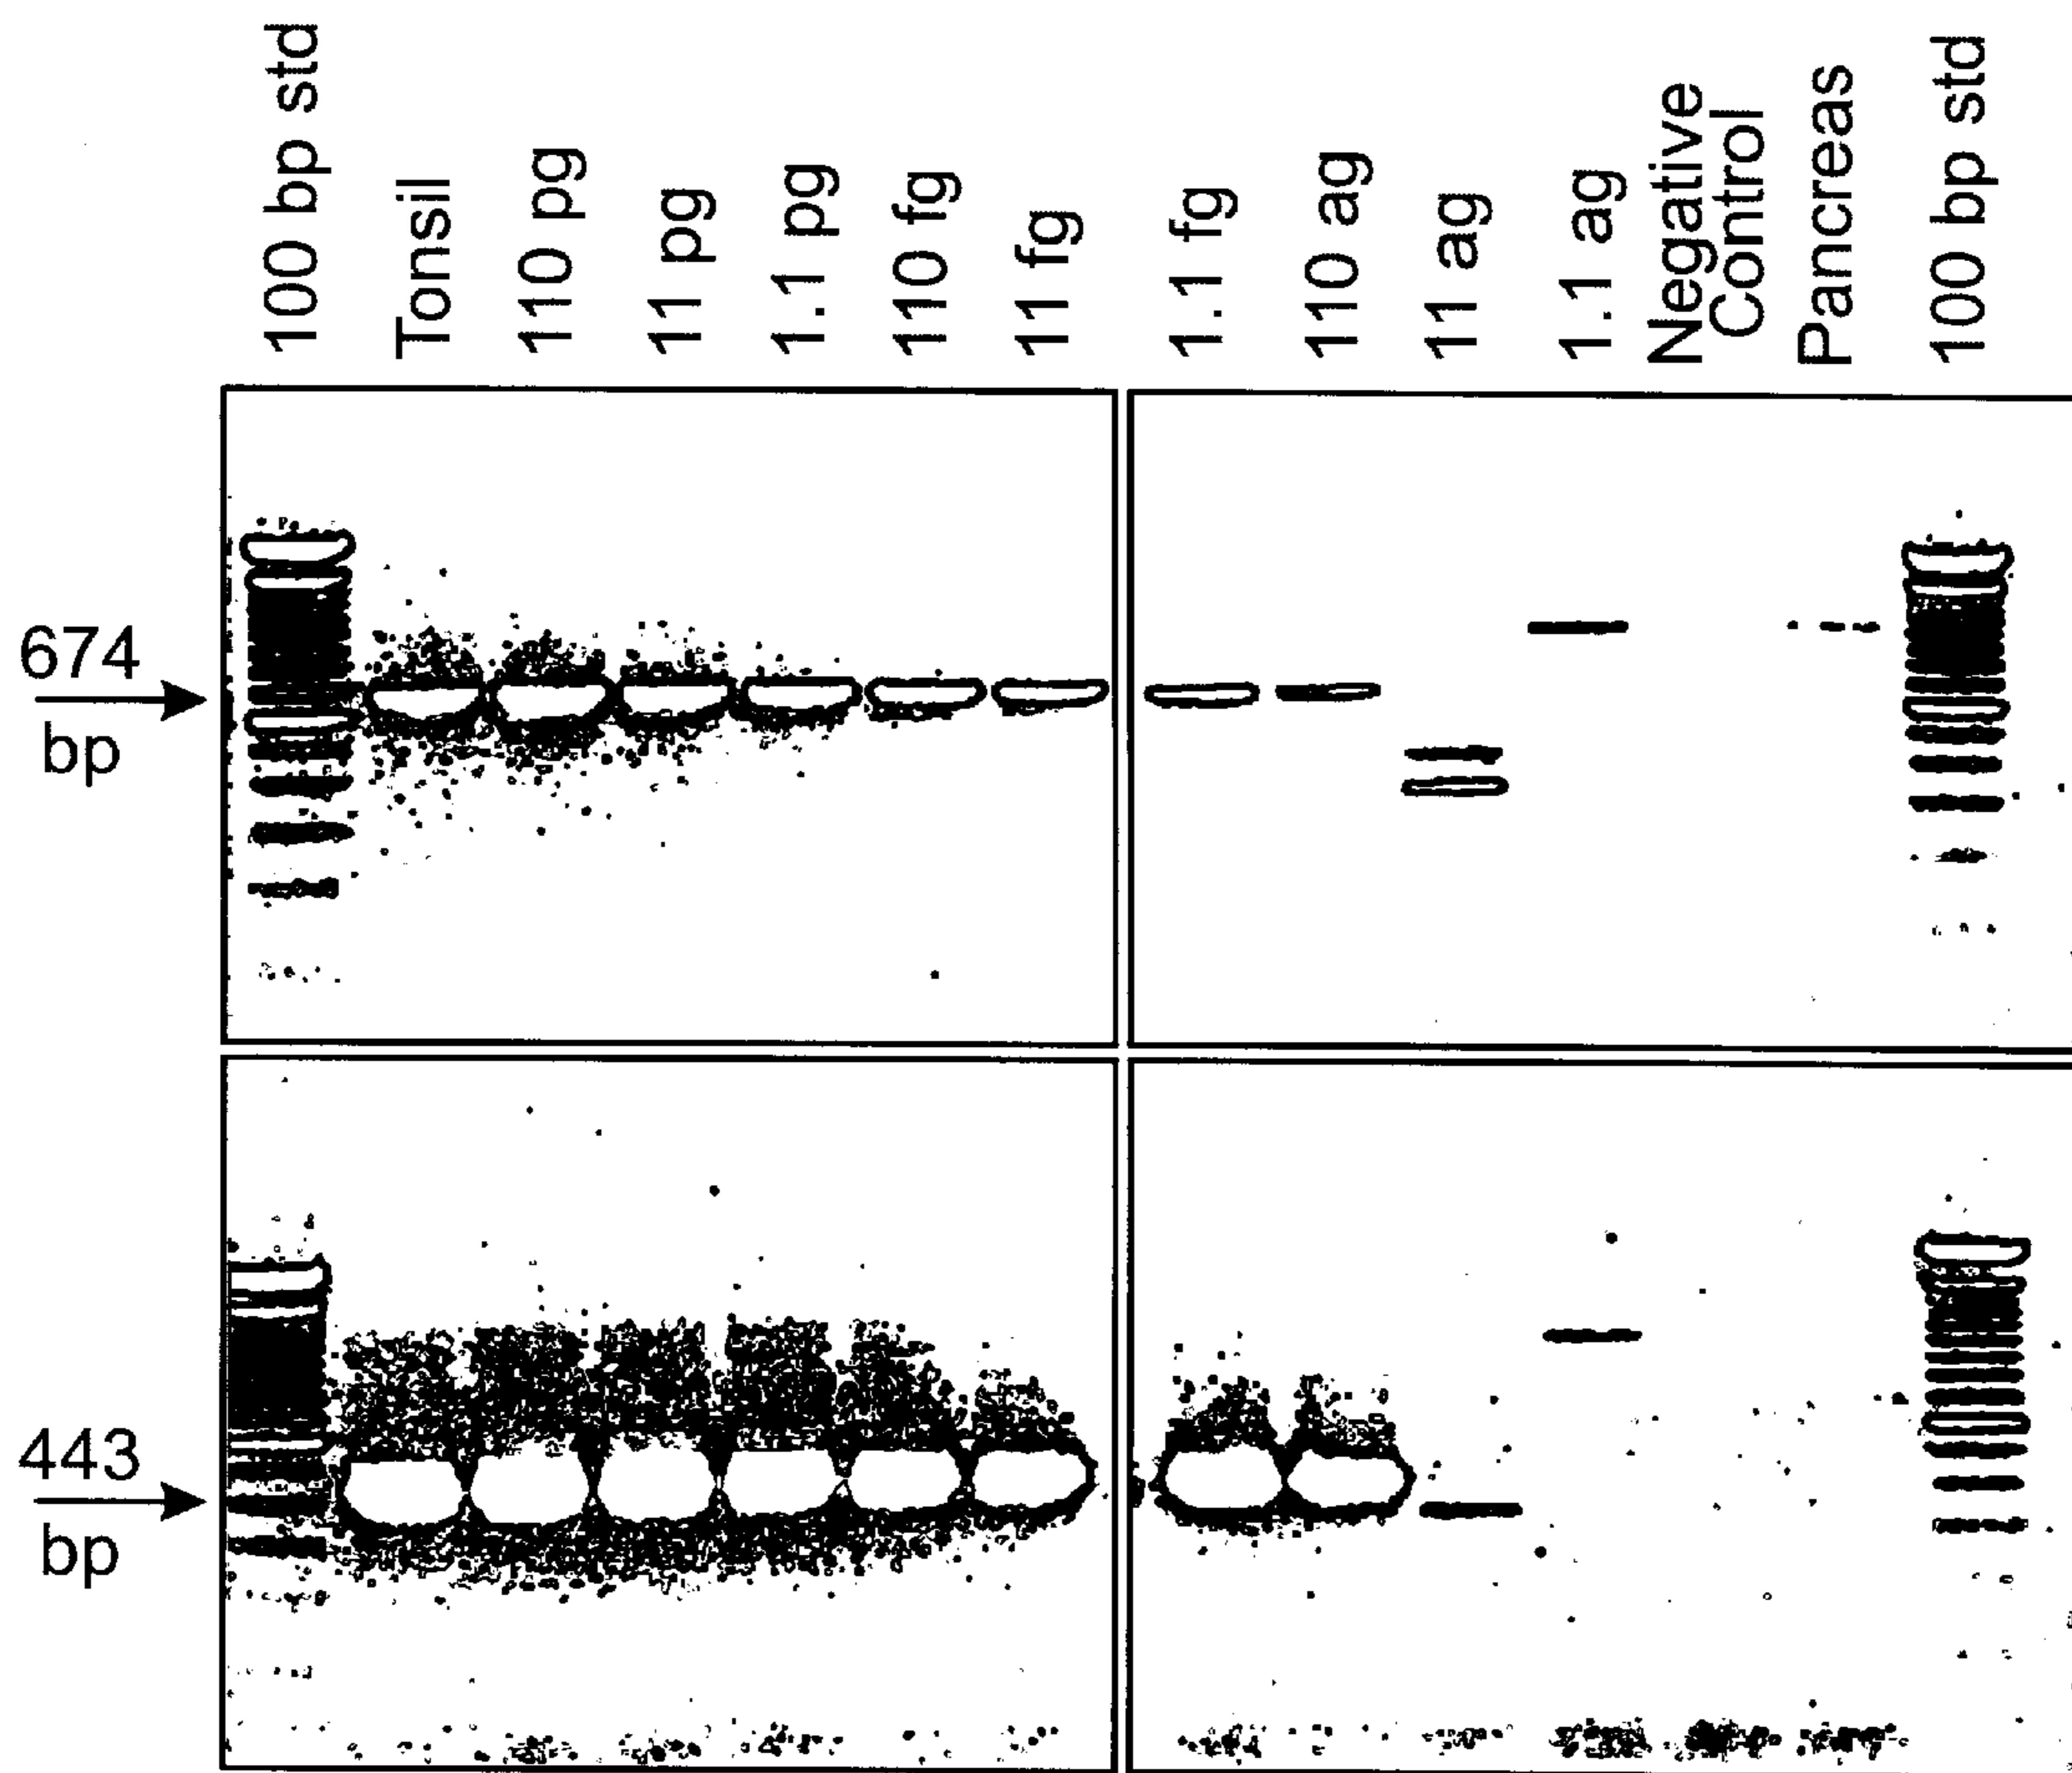 100 bp std
Tonsil
110 pg
11 pg
1.1 pg
110 fg
11 fg
1.1 fg
110 ag
11 ag
1.1 ag
Negative
Control
Pancreas
100 bp std
674
bp
443
bp